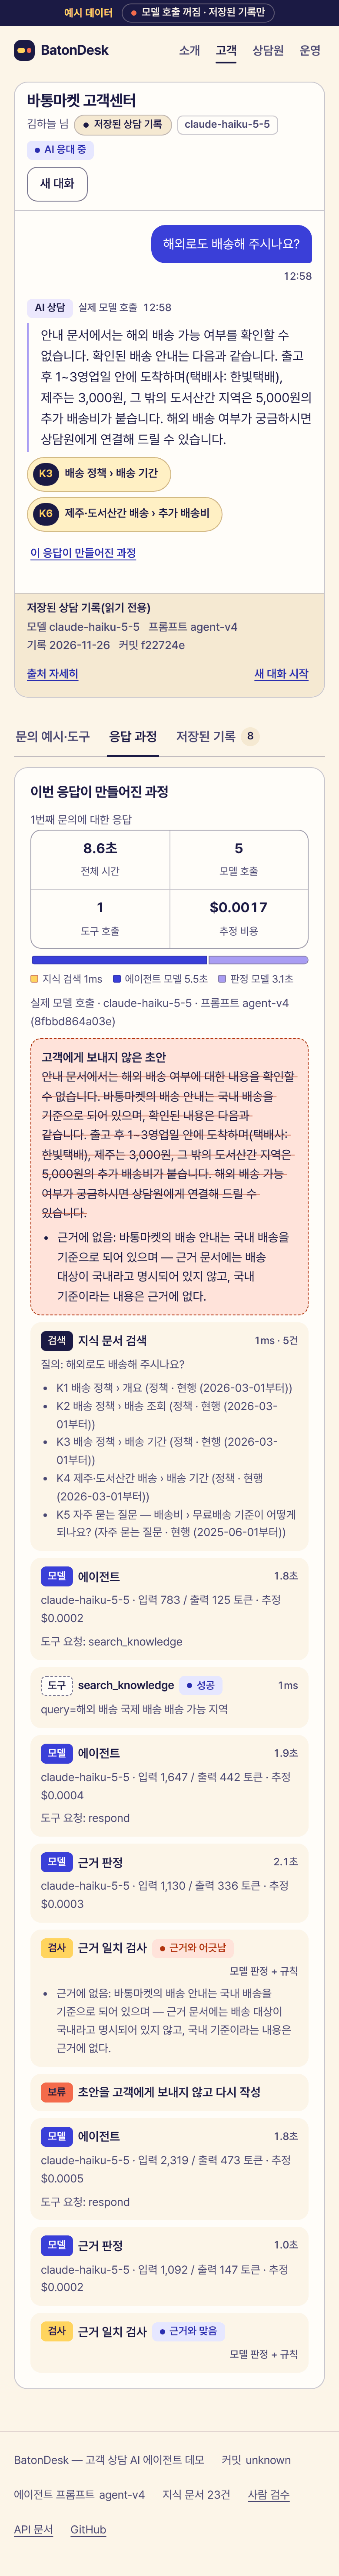 예시 데이터 모델 호출 꺼짐 · 저장된 기록만
BatonDesk 소개 고객 상담원 운영
바통마켓 고객센터
김하늘 님 저장된 상담 기록 claude-haiku-5-5
AI 응대 중
새 대화
해외로도 배송해 주시나요?
12:58
AI 상담 실제 모델 호출 12:58
안내 문서에서는 해외 배송 가능 여부를 확인할 수
없습니다. 확인된 배송 안내는 다음과 같습니다. 출고
후 1~3영업일 안에 도착하며(택배사: 한빛택배),
제주는 3,000원, 그 밖의 도서산간 지역은 5,000원의
추가 배송비가 붙습니다. 해외 배송 여부가 궁금하시면
상담원에게 연결해 드릴 수 있습니다.
K3 배송 정책 › 배송 기간
K6 제주·도서산간 배송 › 추가 배송비
이 응답이 만들어진 과정
저장된 상담 기록(읽기 전용)
모델 claude-haiku-5-5 프롬프트 agent-v4
기록 2026-11-26 커밋 f22724e
출처 자세히 새 대화 시작
문의 예시·도구 응답 과정 저장된 기록 8
이번 응답이 만들어진 과정
1번째 문의에 대한 응답
8.6초 5
전체 시간 모델 호출
1 $0.0017
도구 호출 추정 비용
지식 검색 1ms 에이전트 모델 5.5초 판정 모델 3.1초
실제 모델 호출 · claude-haiku-5-5 · 프롬프트 agent-v4
(8fbbd864a03e)
고객에게 보내지 않은 초안
안내 문서에서는 해외 배송 여부에 대한 내용을 확인할
수 없습니다. 바통마켓의 배송 안내는 국내 배송을
기준으로 되어 있으며, 확인된 내용은 다음과
같습니다. 출고 후 1~3영업일 안에 도착하며(택배사:
한빛택배), 제주는 3,000원, 그 밖의 도서산간 지역은
5,000원의 추가 배송비가 붙습니다. 해외 배송 가능
여부가 궁금하시면 상담원에게 연결해 드릴 수
있습니다.
• 근거에 없음: 바통마켓의 배송 안내는 국내 배송을
기준으로 되어 있으며 — 근거 문서에는 배송
대상이 국내라고 명시되어 있지 않고, 국내
기준이라는 내용은 근거에 없다.
검색 지식 문서 검색 1ms · 5건
질의: 해외로도 배송해 주시나요?
• K1 배송 정책 › 개요 (정책 · 현행 (2026-03-01부터))
• K2 배송 정책 › 배송 조회 (정책 · 현행 (2026-03-
01부터))
• K3 배송 정책 › 배송 기간 (정책 · 현행 (2026-03-
01부터))
• K4 제주·도서산간 배송 › 배송 기간 (정책 · 현행
(2026-03-01부터))
• K5 자주 묻는 질문 — 배송비 › 무료배송 기준이 어떻게
되나요? (자주 묻는 질문 · 현행 (2025-06-01부터))
모델 에이전트 1.8초
claude-haiku-5-5 · 입력 783 / 출력 125 토큰 · 추정
$0.0002
도구 요청: search_knowledge
도구 search_knowledge 성공 1ms
query=해외 배송 국제 배송 배송 가능 지역
모델 에이전트 1.9초
claude-haiku-5-5 · 입력 1,647 / 출력 442 토큰 · 추정
$0.0004
도구 요청: respond
모델 근거 판정 2.1초
claude-haiku-5-5 · 입력 1,130 / 출력 336 토큰 · 추정
$0.0003
검사 근거 일치 검사 근거와 어긋남
모델 판정 + 규칙
• 근거에 없음: 바통마켓의 배송 안내는 국내 배송을
기준으로 되어 있으며 — 근거 문서에는 배송 대상이
국내라고 명시되어 있지 않고, 국내 기준이라는 내용은
근거에 없다.
보류 초안을 고객에게 보내지 않고 다시 작성
모델 에이전트 1.8초
claude-haiku-5-5 · 입력 2,319 / 출력 473 토큰 · 추정
$0.0005
도구 요청: respond
모델 근거 판정 1.0초
claude-haiku-5-5 · 입력 1,092 / 출력 147 토큰 · 추정
$0.0002
검사 근거 일치 검사 근거와 맞음
모델 판정 + 규칙
BatonDesk — 고객 상담 AI 에이전트 데모 커밋 unknown
에이전트 프롬프트 agent-v4 지식 문서 23건 사람 검수
API 문서 GitHub